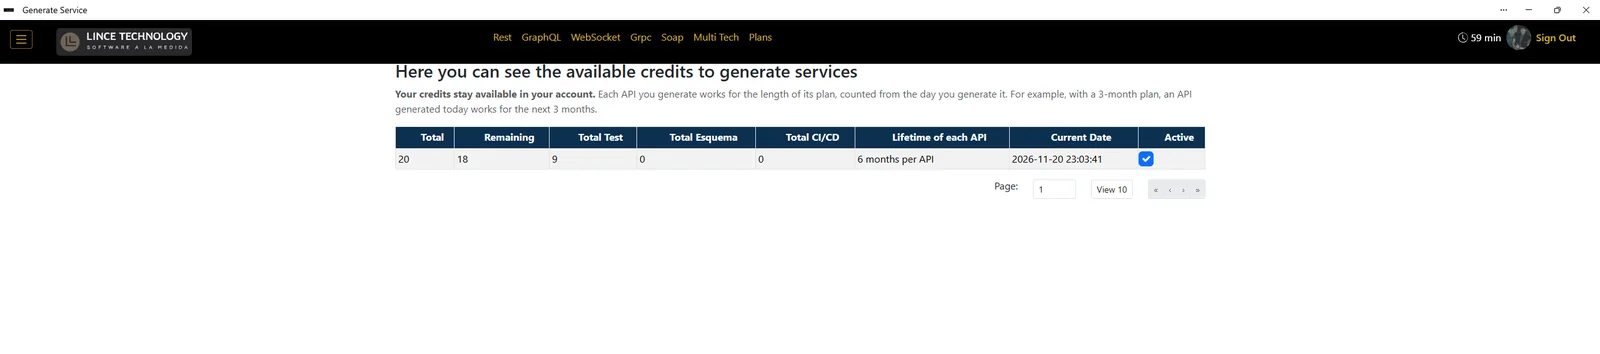 Generate Service
LINCE TECHNOLOGY
SOFTWARE A LA MEDIDA
Rest GraphQL WebSocket Grpc Soap Multi Tech Plans
59 min Sign Out
Here you can see the available credits to generate services
Your credits stay available in your account. Each API you generate works for the length of its plan, counted from the day you generate it. For example, with a 3-month plan, an API
generated today works for the next 3 months.
Total Remaining Total Test Total Esquema Total CI/CD Lifetime of each API Current Date Active
20 18 9 0 0 6 months per API 2026-11-20 23:03:41
Page: 1 View 10 « ‹ › »